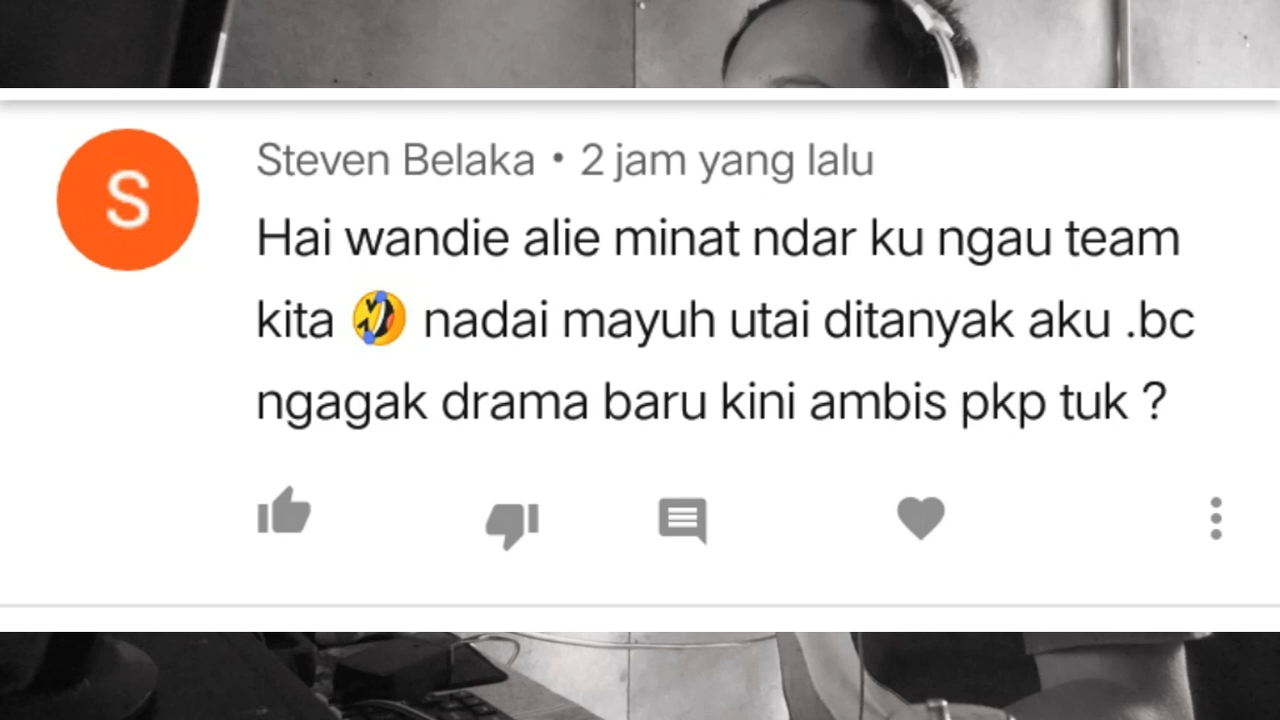 S
Steven Belaka • 2 jam yang lalu
Hai wandie alie minat ndar ku ngau team
kita 🤣 nadai mayuh utai ditanyak aku .bc
ngagak drama baru kini ambis pkp tuk ?